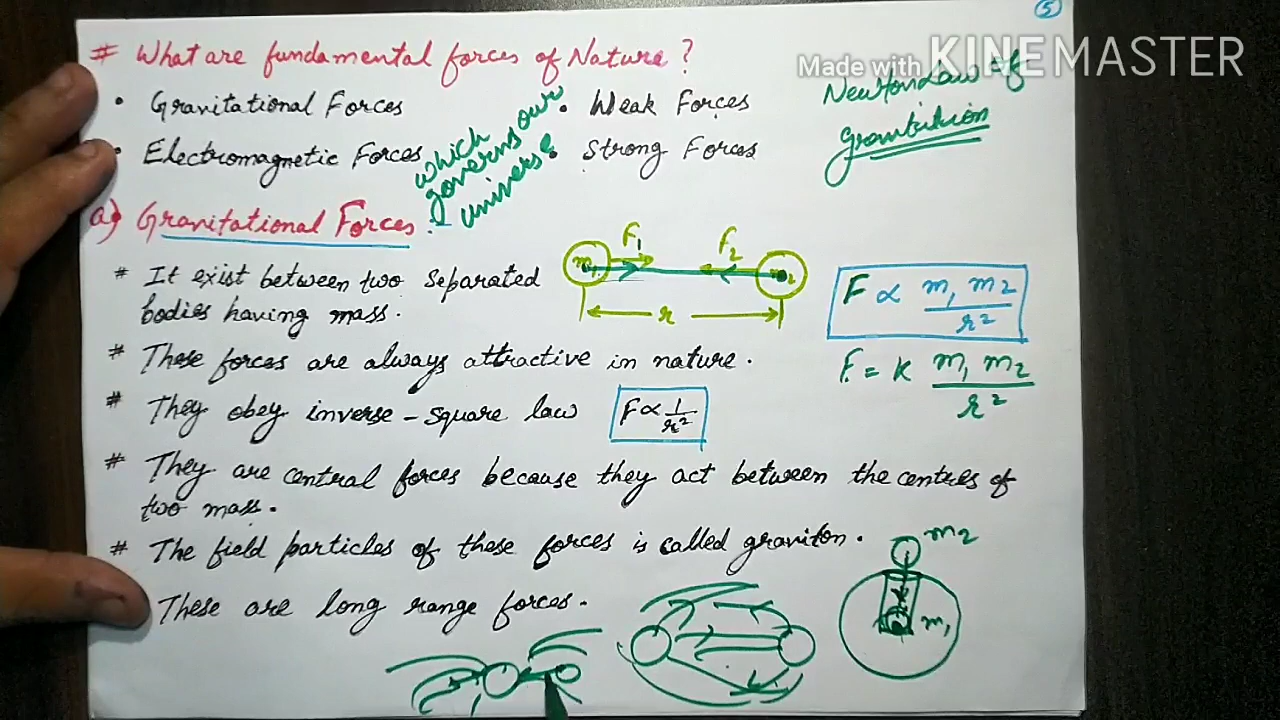 5
# What are fundamental forces of Nature?
Made with KINEMASTER
Newton Law of
gravitation
• Gravitational Forces
• Weak Forces
• Electromagnetic Forces
• Strong Forces
which
governs our
universe
a) Gravitational Forces :-
# It exist between two separated
bodies having mass.
F1 F2
m1 m2
r
F ∝ m1 m2 / r²
# These forces are always attractive in nature.
F = K m1 m2 / r²
# They obey inverse-square law F ∝ 1/r²
# They are central forces because they act between the centres of
two mass.
# The field particles of these forces is called graviton.
m2
These are long range forces.
m1